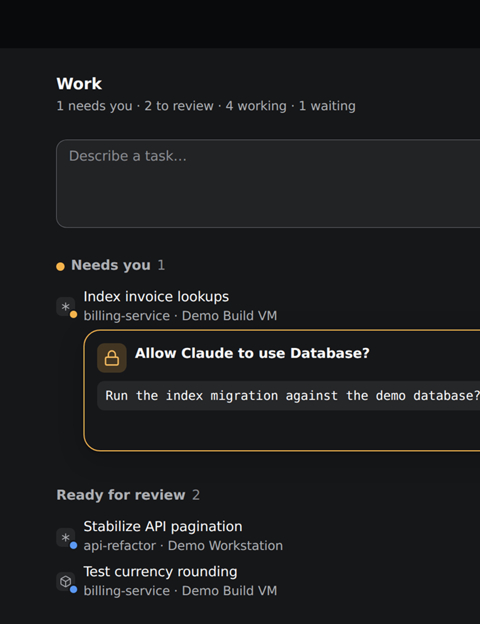 Work
1 needs you · 2 to review · 4 working · 1 waiting
Describe a task…
Needs you 1
Index invoice lookups
billing-service · Demo Build VM
Allow Claude to use Database?
Run the index migration against the demo database?
Ready for review 2
Stabilize API pagination
api-refactor · Demo Workstation
Test currency rounding
billing-service · Demo Build VM